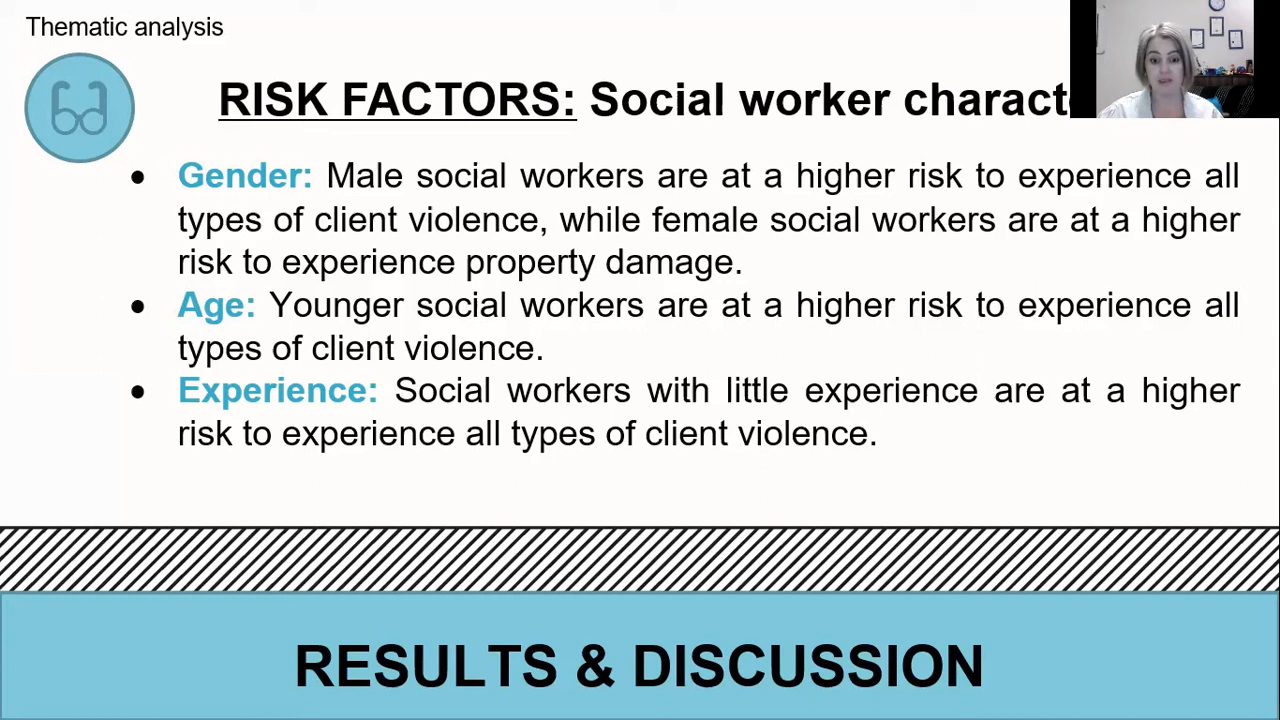 Thematic analysis
RISK FACTORS: Social worker
Gender: Male social workers are at a higher risk to experience all
types of client violence, while female social workers are at a higher
risk to experience property damage.
Age: Younger social workers are at a higher risk to experience all
types of client violence.
Experience: Social workers with little experience are at a higher
risk to experience all types of client violence.
RESULTS & DISCUSSION